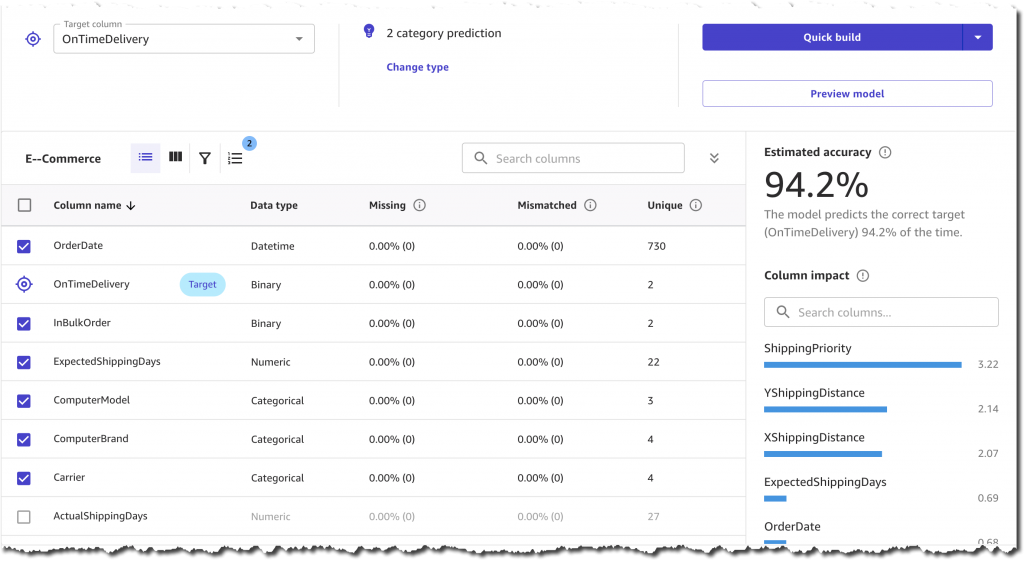 Target column
OnTimeDelivery
2 category prediction
Change type
Quick build
Preview model
E--Commerce
2
Search columns
Column name
Data type
Missing
Mismatched
Unique
OrderDate
Datetime
0.00% (0)
0.00% (0)
730
OnTimeDelivery
Target
Binary
0.00% (0)
0.00% (0)
2
InBulkOrder
Binary
0.00% (0)
0.00% (0)
2
ExpectedShippingDays
Numeric
0.00% (0)
0.00% (0)
22
ComputerModel
Categorical
0.00% (0)
0.00% (0)
3
ComputerBrand
Categorical
0.00% (0)
0.00% (0)
4
Carrier
Categorical
0.00% (0)
0.00% (0)
4
ActualShippingDays
Numeric
0.00% (0)
0.00% (0)
27
Estimated accuracy
94.2%
The model predicts the correct target
(OnTimeDelivery) 94.2% of the time.
Column impact
Search columns...
ShippingPriority
3.22
YShippingDistance
2.14
XShippingDistance
2.07
ExpectedShippingDays
0.69
OrderDate
0.68